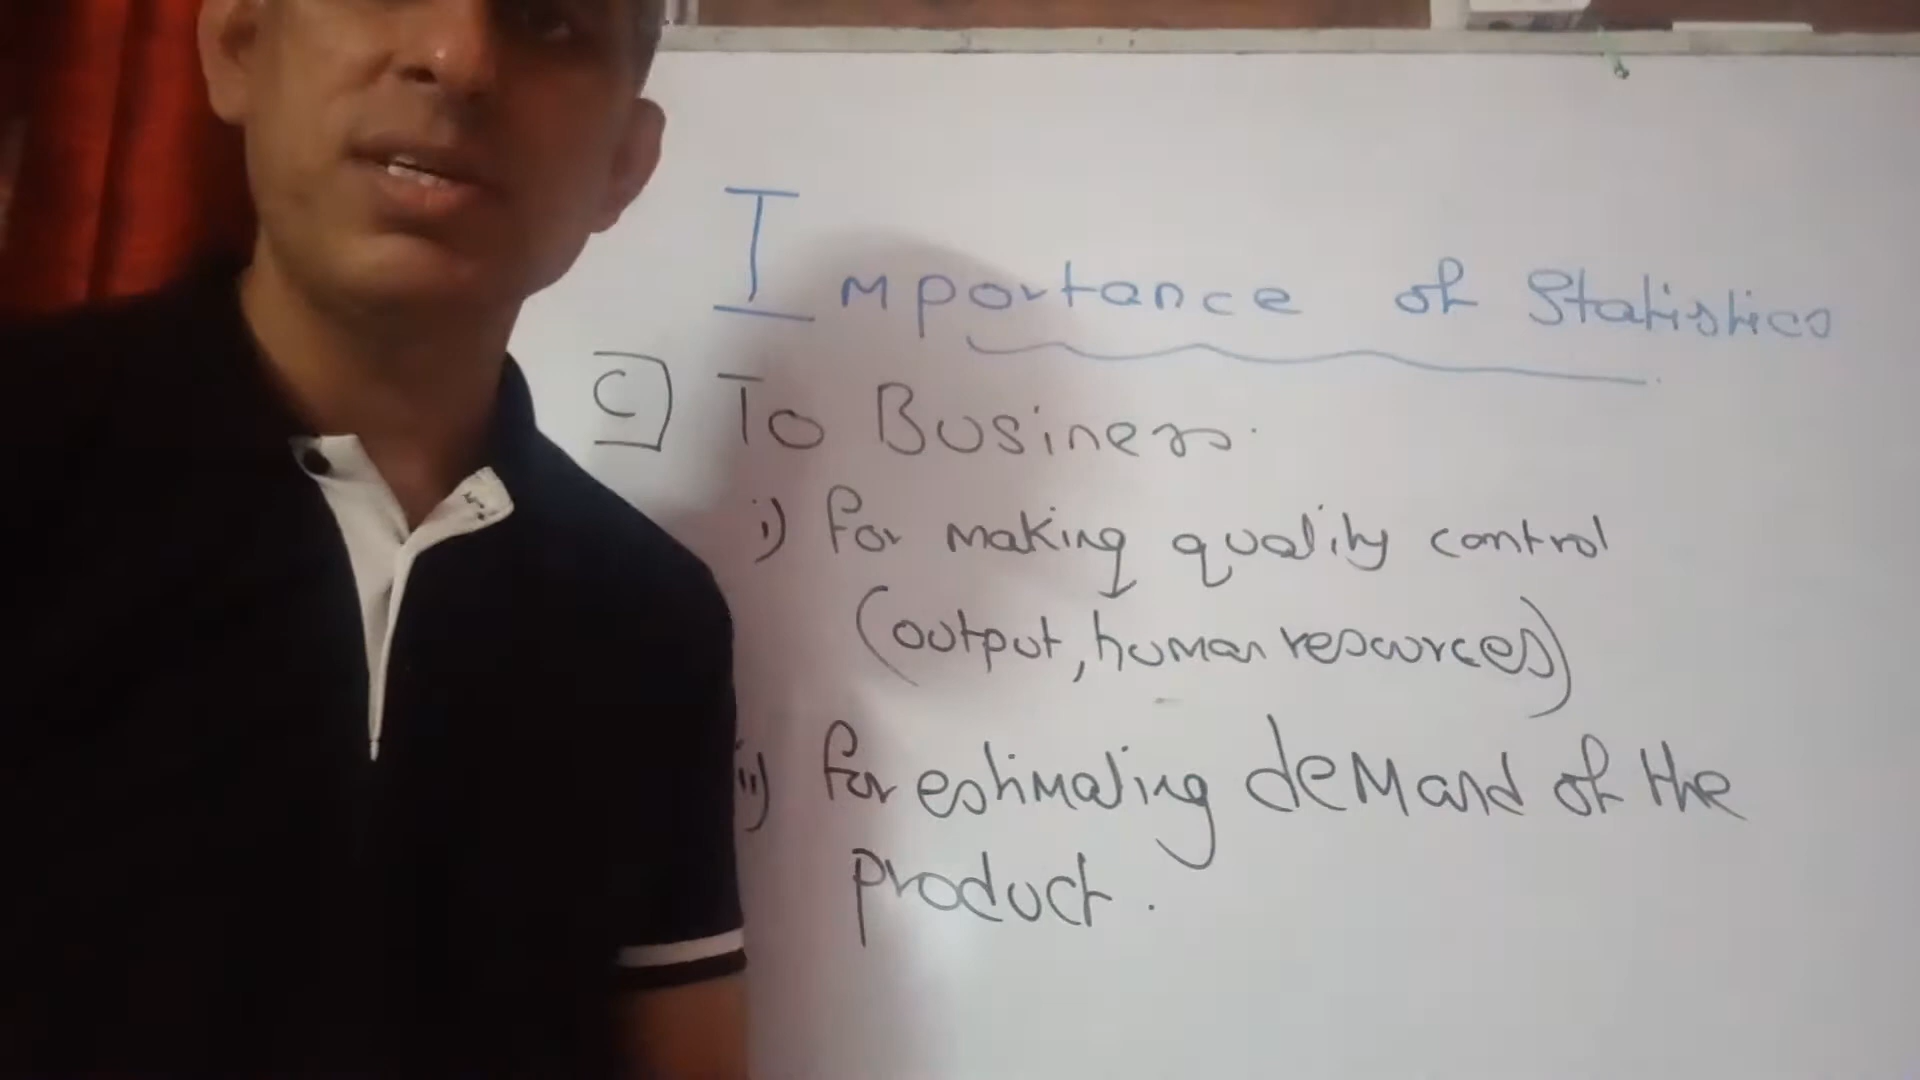 Importance of Statistics
C) To Business.
i) for making quality control
(output, human resources)
ii) for estimating demand of the
product.